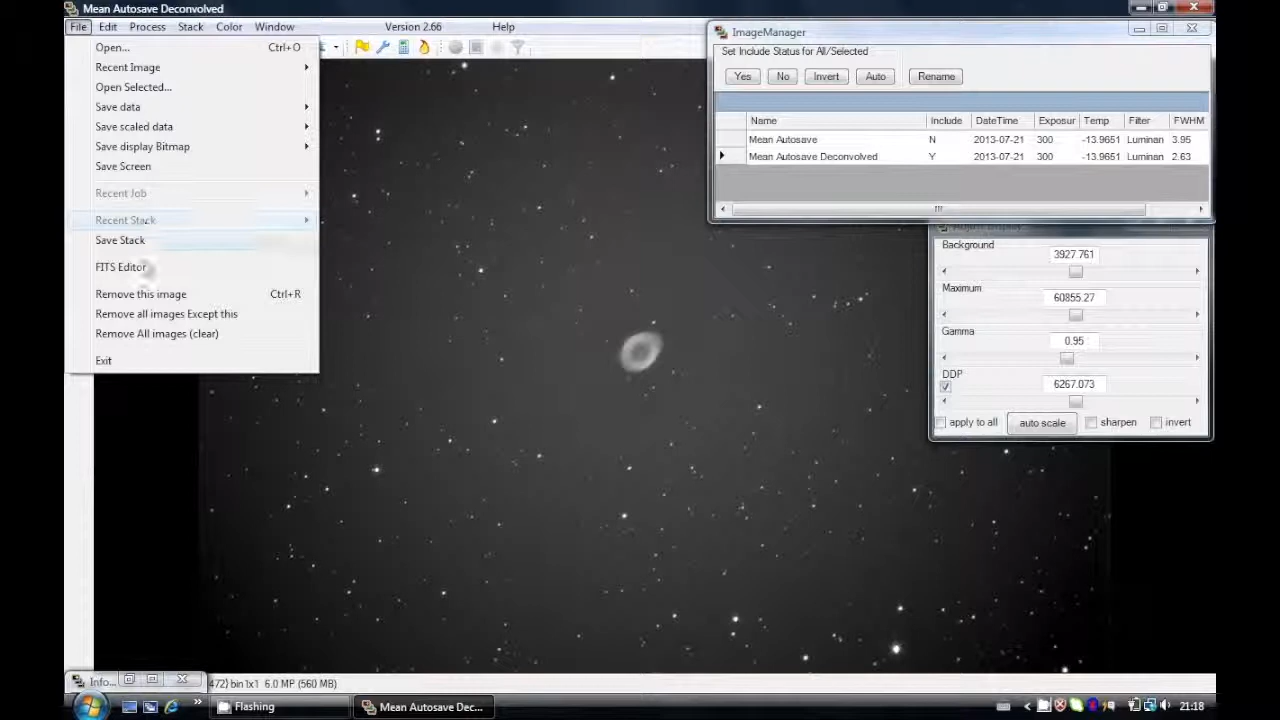 Mean Autosave Deconvolved
File Edit Process Stack Color Window Version 2.66 Help
Open... Ctrl+O
Recent Image
Open Selected...
Save data
Save scaled data
Save display Bitmap
Save Screen
Recent Job
Recent Stack
Save Stack
FITS Editor
Remove this image Ctrl+R
Remove all images Except this
Remove All images (clear)
Exit
ImageManager
Set Include Status for All/Selected
Yes No Invert Auto Rename
Name Include DateTime Exposur Temp Filter FWHM
Mean Autosave N 2013-07-21 300 -13.9651 Luminan 3.95
Mean Autosave Deconvolved Y 2013-07-21 300 -13.9651 Luminan 2.63
Background
3927.761
Maximum
60855.27
Gamma
0.95
DDP
6267.073
apply to all auto scale sharpen invert
Info...
472} bin1x1 6.0 MP (560 MB)
Flashing
Mean Autosave Dec...
21:18